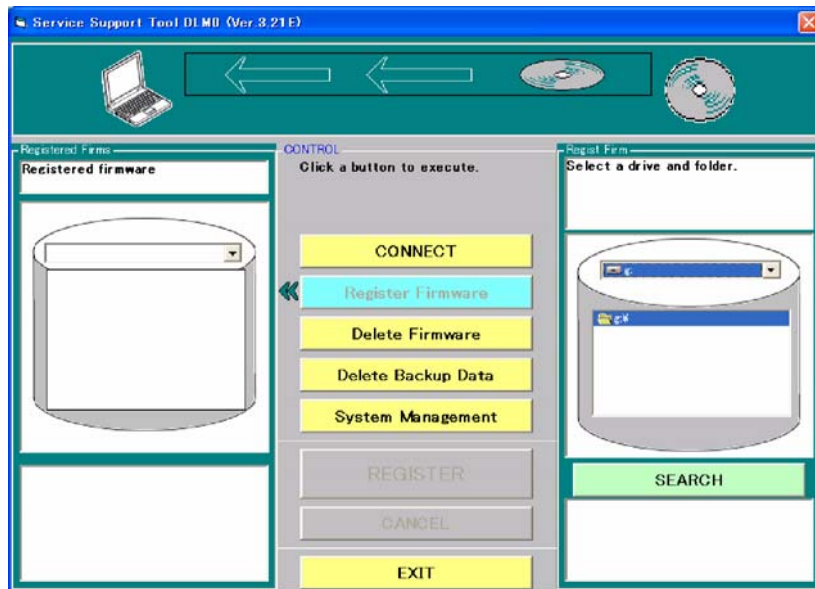 Service Support Tool DLM0 (Ver.3.21E)
Registered Firms
Registered firmware
CONTROL
Click a button to execute.
CONNECT
Register Firmware
Delete Firmware
Delete Backup Data
System Management
REGISTER
CANCEL
EXIT
Regist Firm
Select a drive and folder.
g:
g:¥
SEARCH